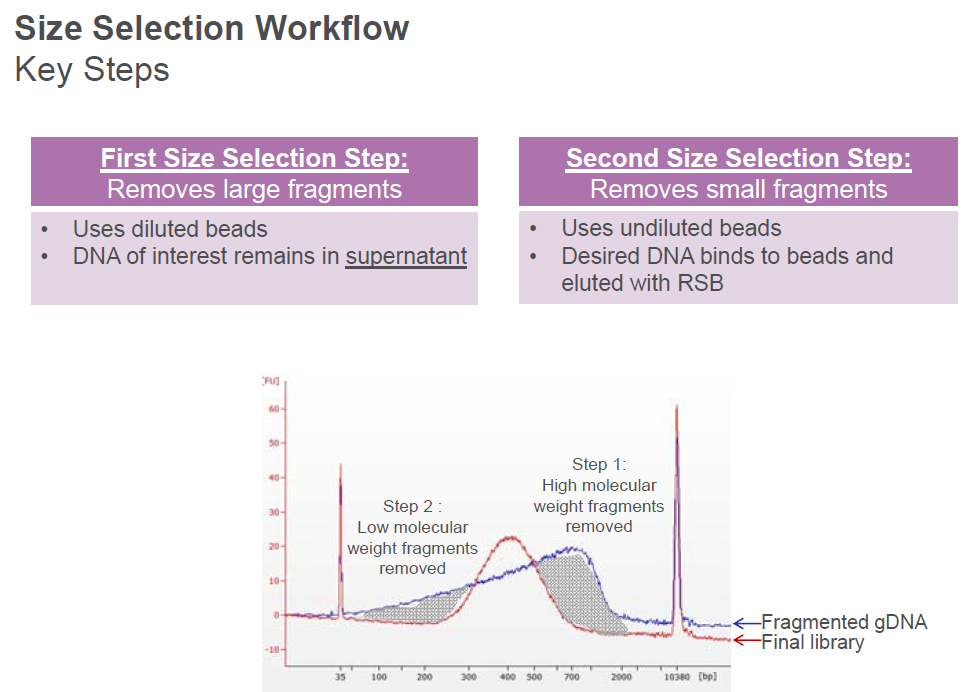 Size Selection Workflow
Key Steps
First Size Selection Step:
Removes large fragments
• Uses diluted beads
• DNA of interest remains in supernatant
Second Size Selection Step:
Removes small fragments
• Uses undiluted beads
• Desired DNA binds to beads and
eluted with RSB
[FU]
60
50
40
30
20
10
0
-10
Step 1:
High molecular
weight fragments
removed
Step 2 :
Low molecular
weight fragments
removed
Fragmented gDNA
Final library
35 100 200 300 400 500 700 2000 10380 [bp]